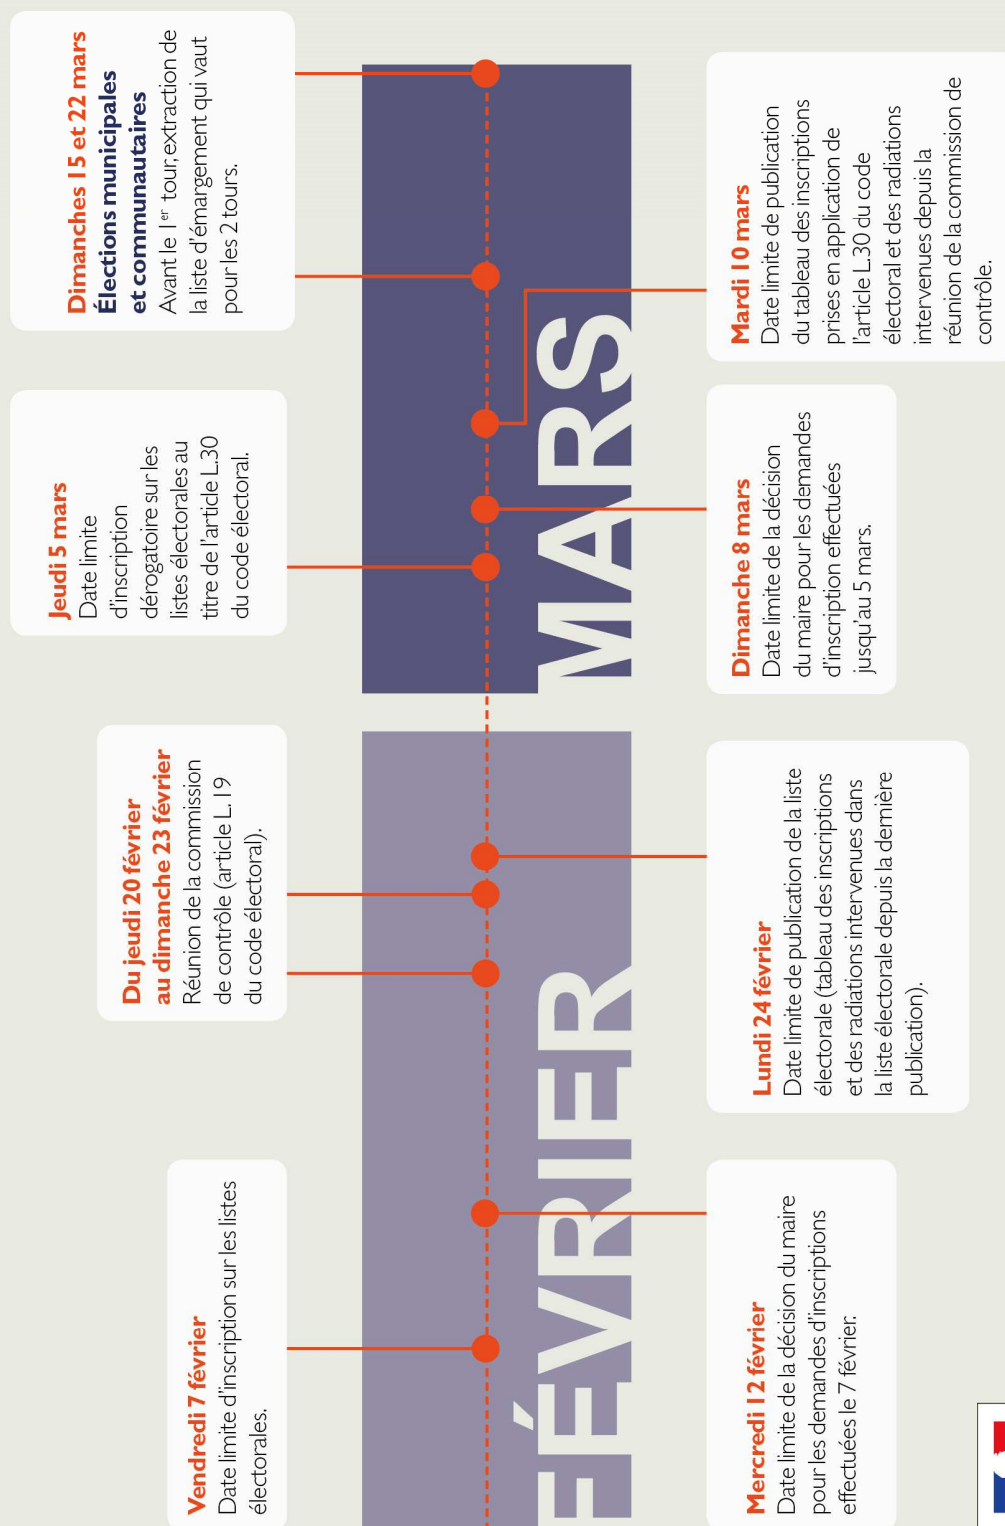 Vendredi 7 février
Date limite d'inscription sur les listes
électorales.
Du jeudi 20 février
au dimanche 23 février
Réunion de la commission
de contrôle (article L.19
du code électoral).
Jeudi 5 mars
Date limite
d'inscription
dérogatoire sur les
listes électorales au
titre de l'article L.30
du code électoral.
Dimanches 15 et 22 mars
Élections municipales
et communautaires
Avant le 1er tour, extraction de
la liste d'émargement qui vaut
pour les 2 tours.
FÉVRIER
MARS
Mercredi 12 février
Date limite de la décision du maire
pour les demandes d'inscriptions
effectuées le 7 février.
Lundi 24 février
Date limite de publication de la liste
électorale (tableau des inscriptions
et des radiations intervenues dans
la liste électorale depuis la dernière
publication).
Dimanche 8 mars
Date limite de la décision
du maire pour les demandes
d'inscription effectuées
jusqu'au 5 mars.
Mardi 10 mars
Date limite de publication
du tableau des inscriptions
prises en application de
l'article L.30 du code
électoral et des radiations
intervenues depuis la
réunion de la commission de
contrôle.